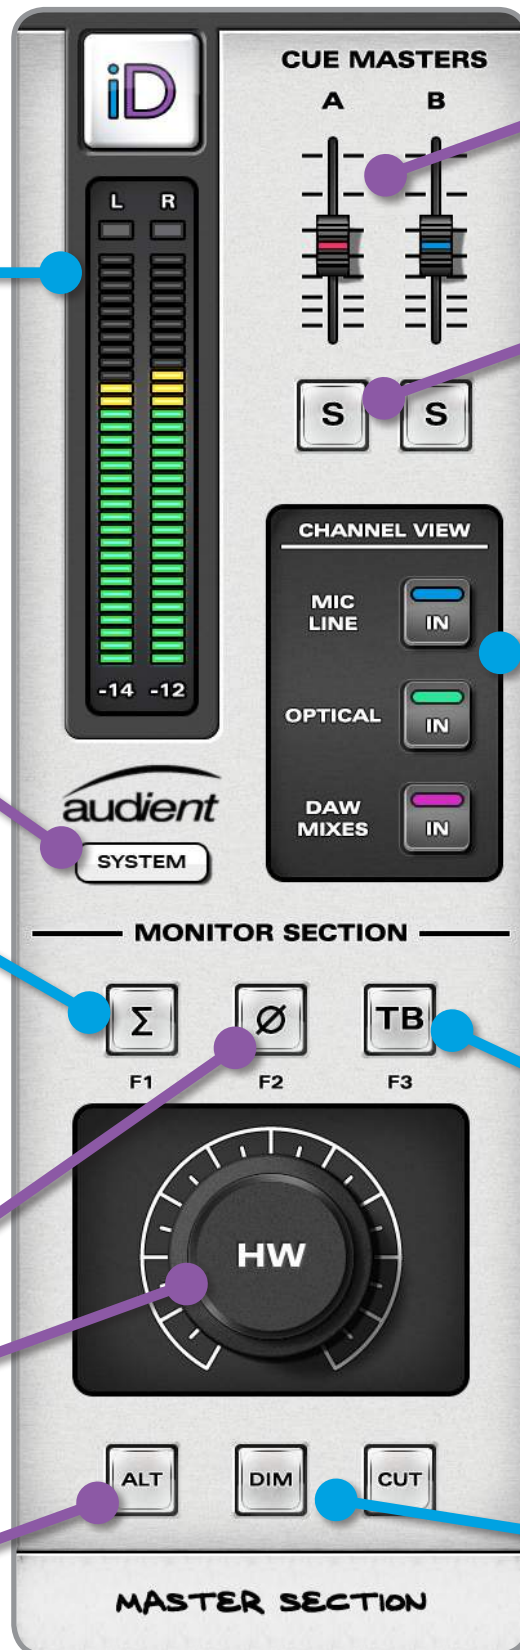 iD
CUE MASTERS
A B
L R
S S
CHANNEL VIEW
MIC
LINE
IN
OPTICAL
IN
DAW
MIXES
IN
-14 -12
audient
SYSTEM
MONITOR SECTION
Σ Ø TB
F1 F2 F3
HW
ALT DIM CUT
MASTER SECTION